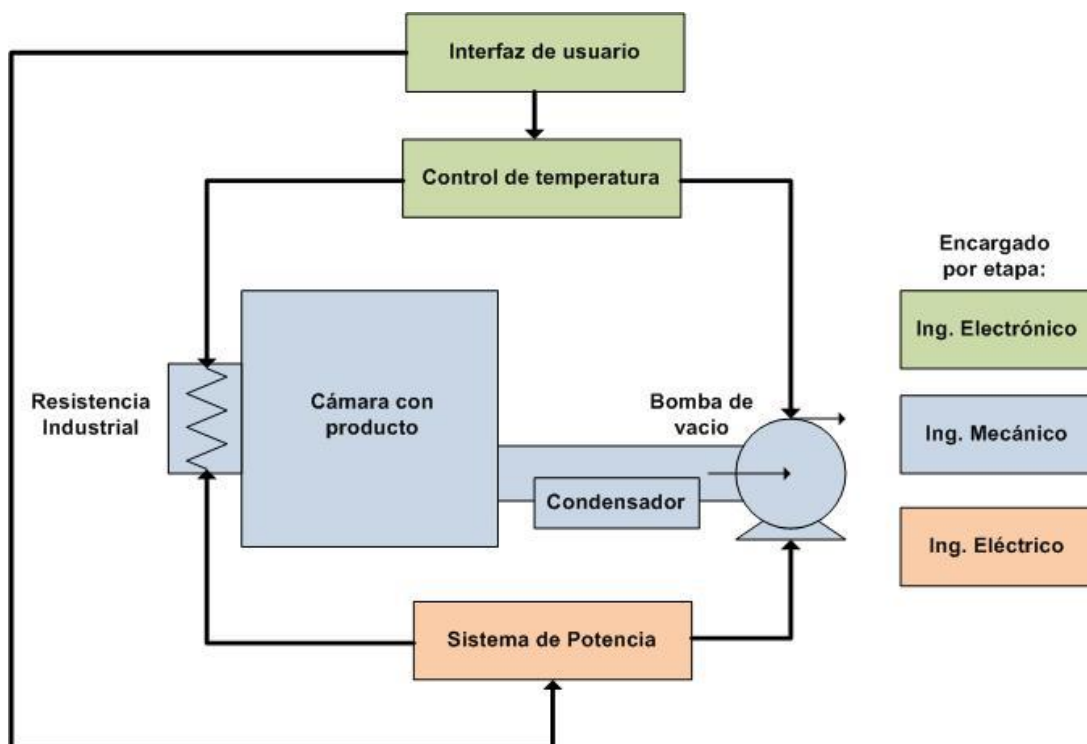 Interfaz de usuario
Control de temperatura
Encargado
por etapa:
Ing. Electrónico
Resistencia
Industrial
Cámara con
producto
Bomba de
vacio
Ing. Mecánico
Condensador
Ing. Eléctrico
Sistema de Potencia